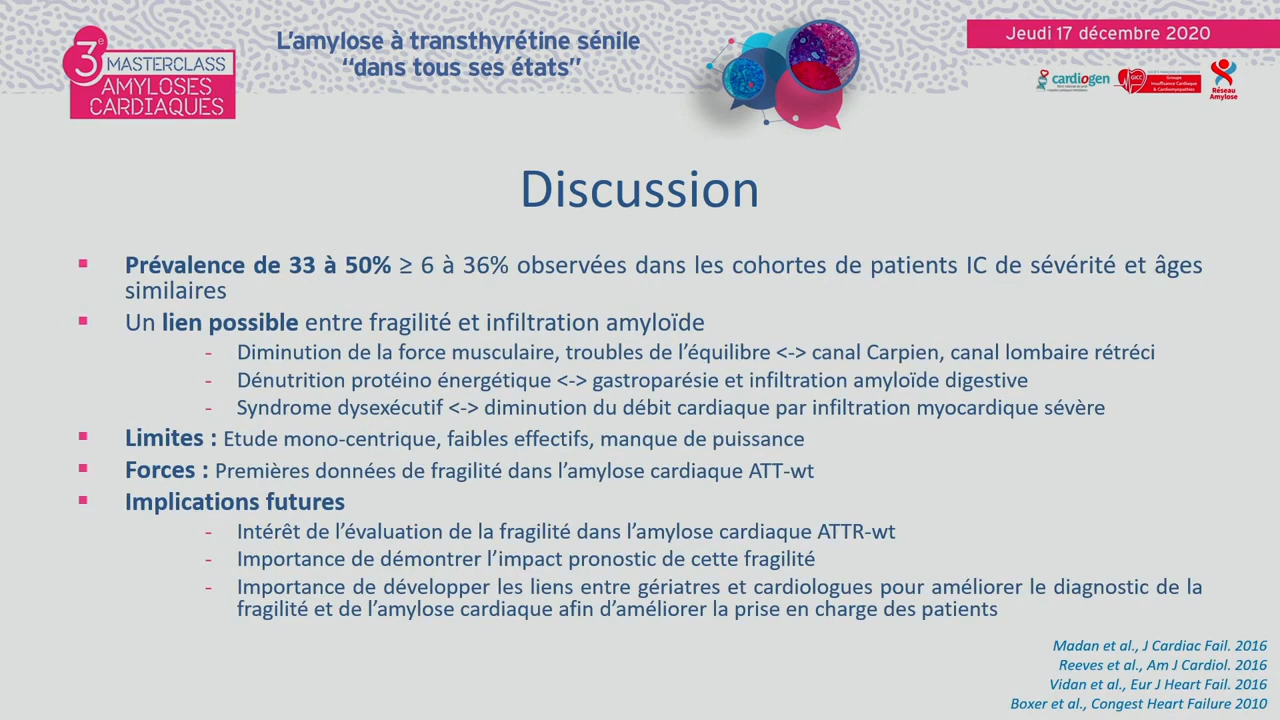 3e MASTERCLASS
AMYLOSES
CARDIAQUES
L'amylose à transthyrétine sénile
“dans tous ses états”
Jeudi 17 décembre 2020
cardiogen
GICC
Groupe
Insuffisance Cardiaque
& Cardiomyopathies
Réseau
Amylose
Discussion
▪ Prévalence de 33 à 50% ≥ 6 à 36% observées dans les cohortes de patients IC de sévérité et âges
similaires
▪ Un lien possible entre fragilité et infiltration amyloïde
- Diminution de la force musculaire, troubles de l'équilibre <-> canal Carpien, canal lombaire rétréci
- Dénutrition protéino énergétique <-> gastroparésie et infiltration amyloïde digestive
- Syndrome dysexécutif <-> diminution du débit cardiaque par infiltration myocardique sévère
▪ Limites : Etude mono-centrique, faibles effectifs, manque de puissance
▪ Forces : Premières données de fragilité dans l'amylose cardiaque ATT-wt
▪ Implications futures
- Intérêt de l'évaluation de la fragilité dans l'amylose cardiaque ATTR-wt
- Importance de démontrer l'impact pronostic de cette fragilité
- Importance de développer les liens entre gériatres et cardiologues pour améliorer le diagnostic de la
fragilité et de l'amylose cardiaque afin d'améliorer la prise en charge des patients
Madan et al., J Cardiac Fail. 2016
Reeves et al., Am J Cardiol. 2016
Vidan et al., Eur J Heart Fail. 2016
Boxer et al., Congest Heart Failure 2010